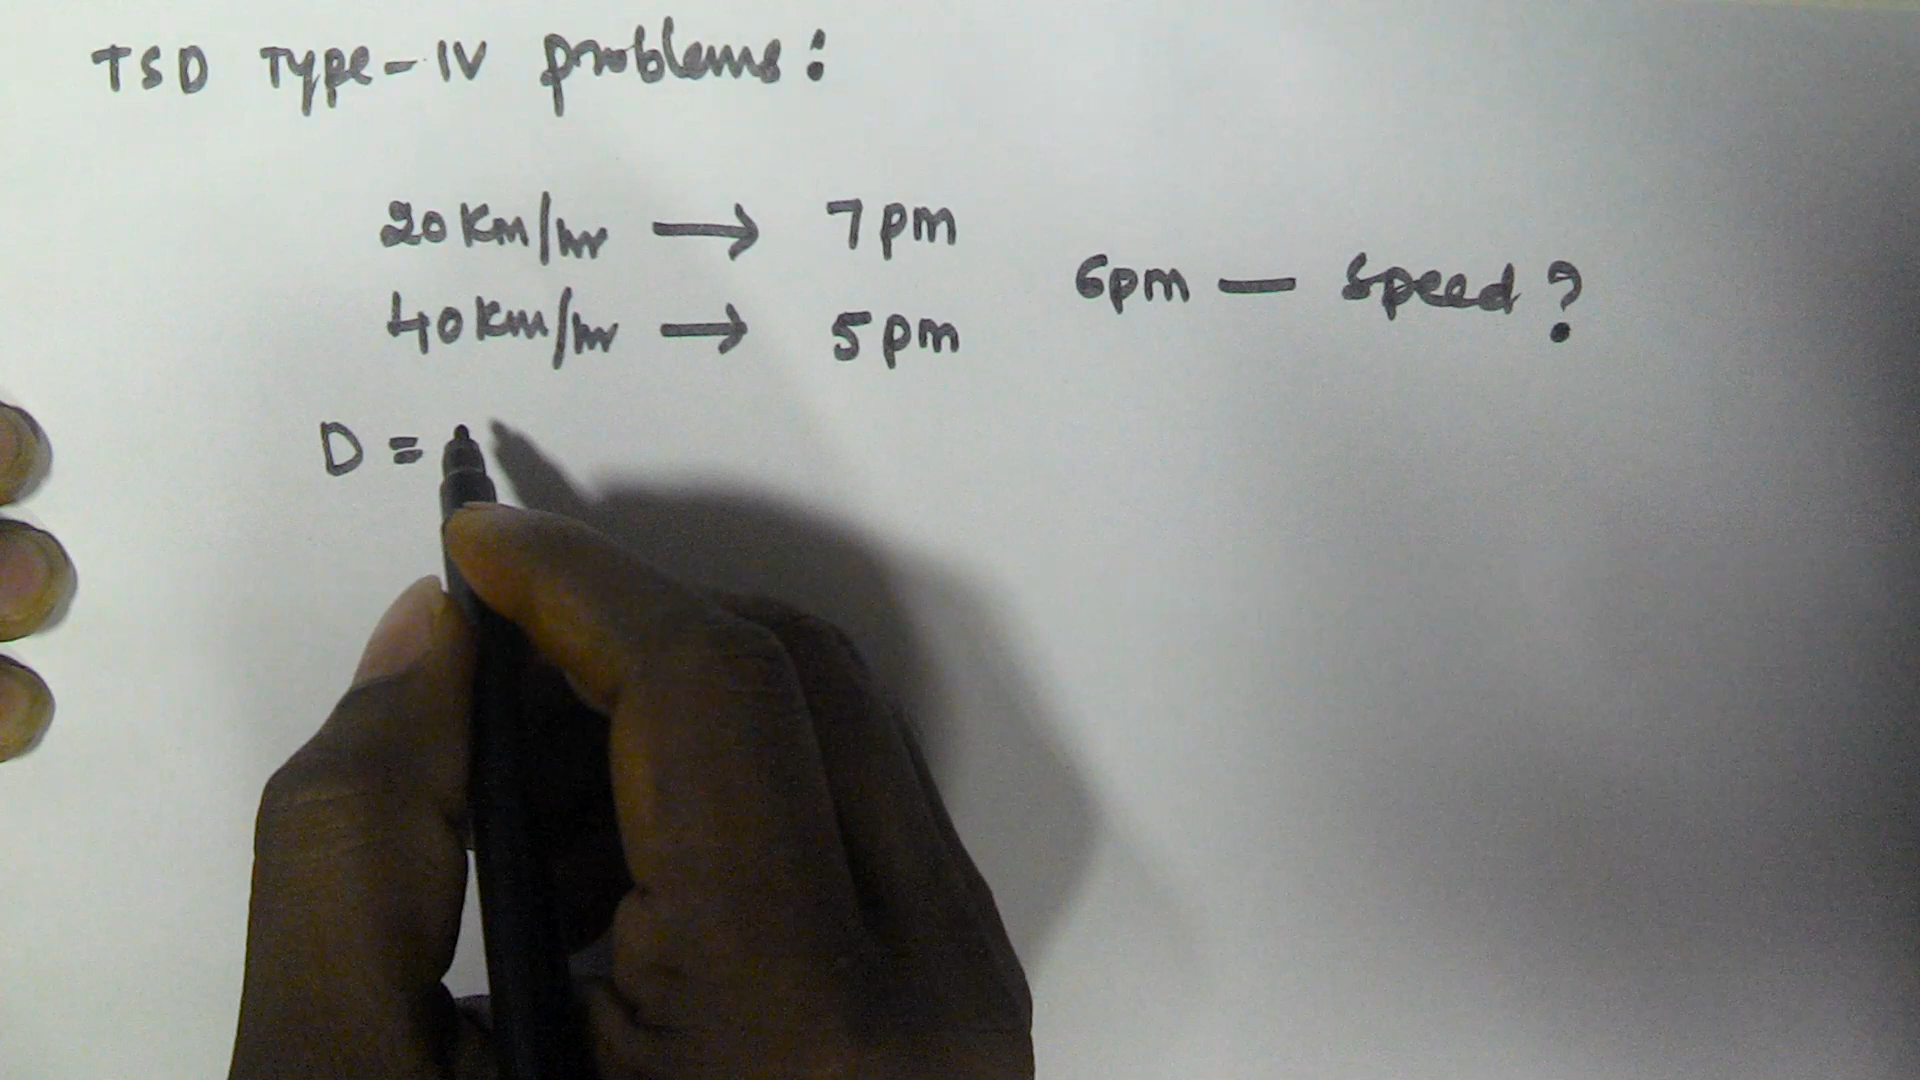 TSD Type-IV problems:
20 Km/hr → 7 pm
40 Km/hr → 5 pm
6pm — Speed?
D =